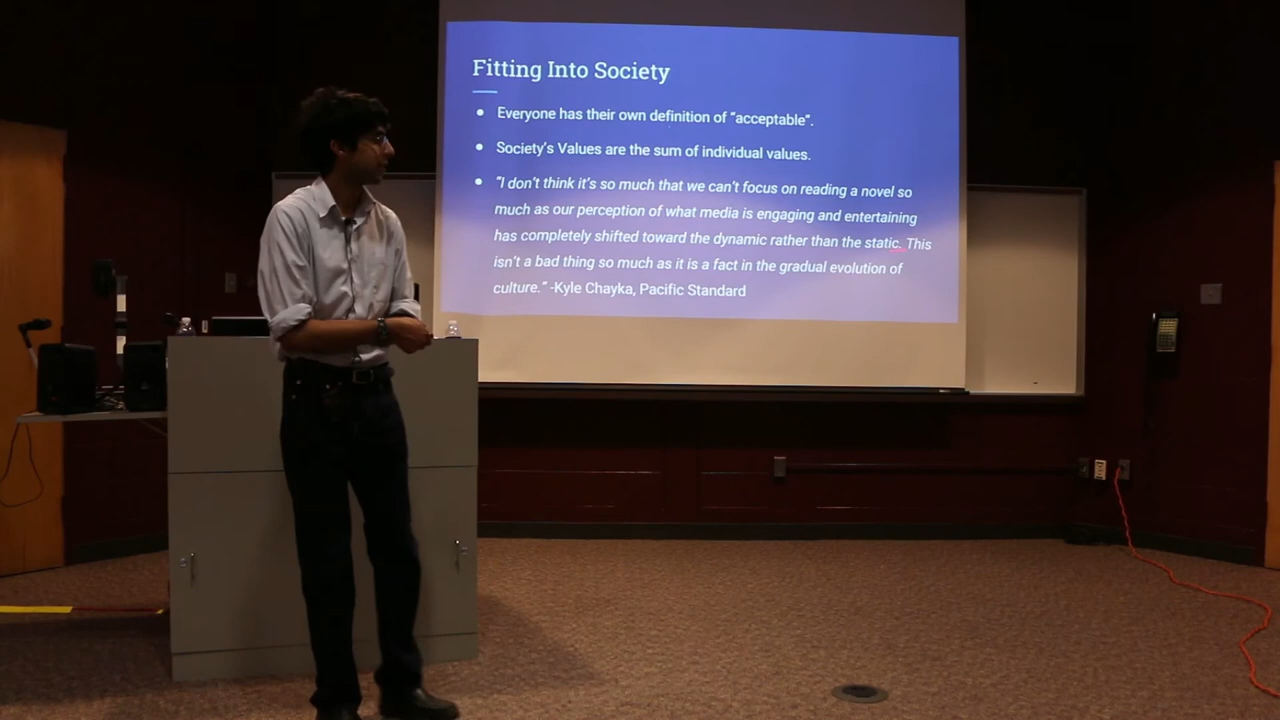 Fitting Into Society
● Everyone has their own definition of “acceptable”.
● Society's Values are the sum of individual values.
● “I don't think it's so much that we can't focus on reading a novel so
much as our perception of what media is engaging and entertaining
has completely shifted toward the dynamic rather than the static. This
isn't a bad thing so much as it is a fact in the gradual evolution of
culture.” -Kyle Chayka, Pacific Standard